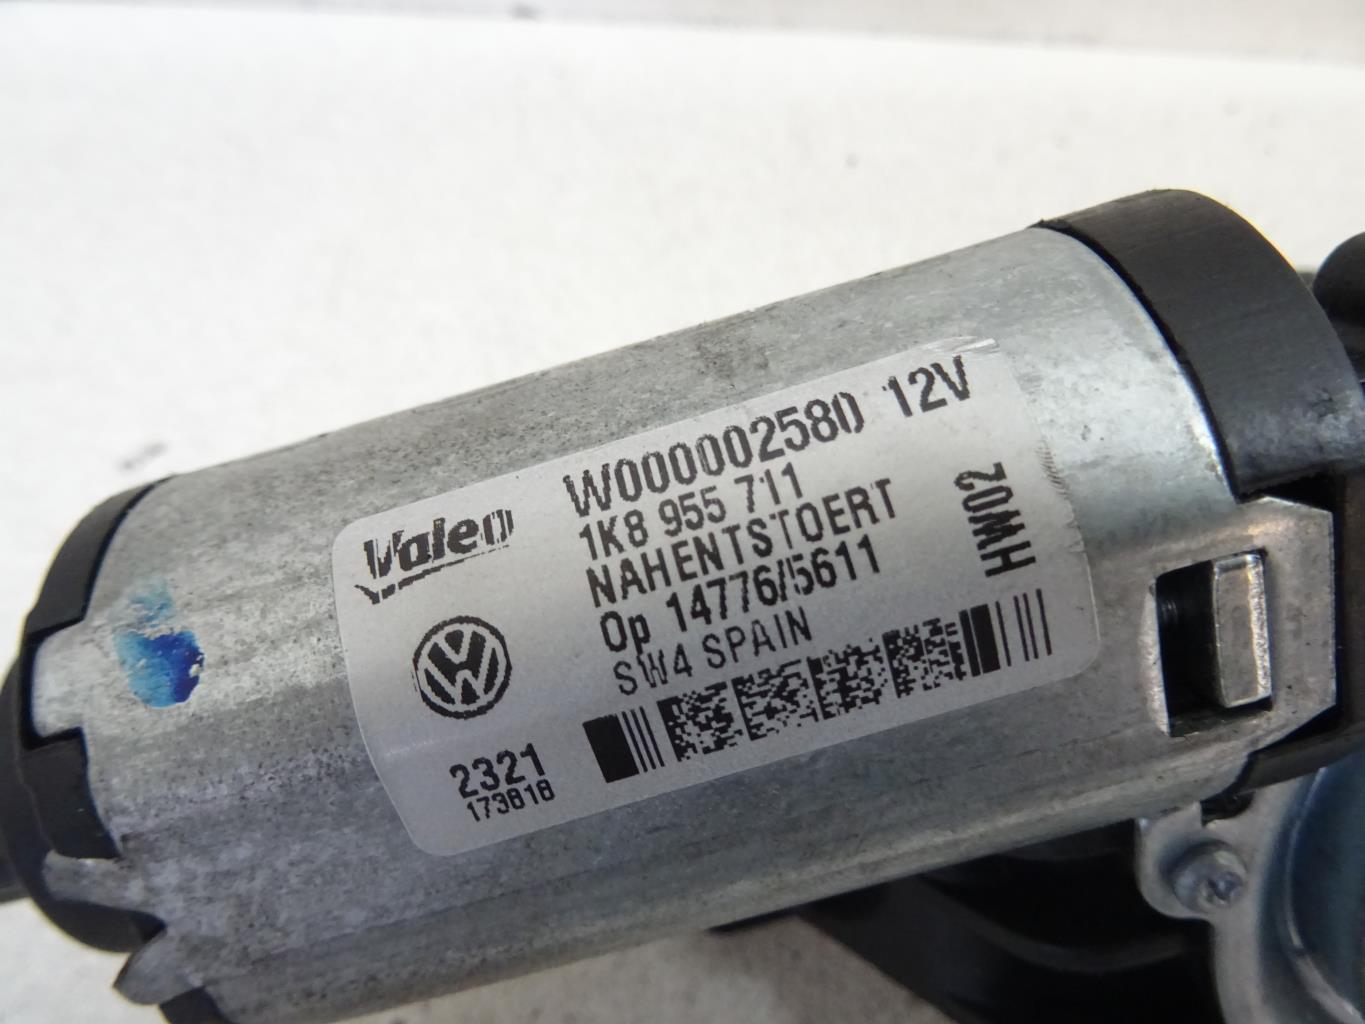 Valeo
W000002580 12V
1K8 955 711
NAHENTSTOERT
Op 14776/5611
SW4 SPAIN
HW02
2321
173818